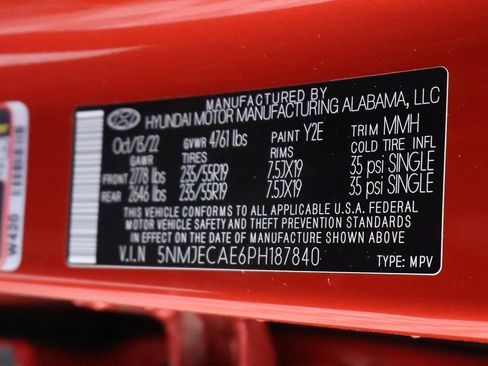 MANUFACTURED BY
HYUNDAI MOTOR MANUFACTURING ALABAMA, LLC
Oct/13/22 GVWR 4761 lbs PAINT Y2E TRIM MMH
GAWR TIRES RIMS COLD TIRE INFL
FRONT 2778 lbs 235/55R19 7.5JX19 35 psi SINGLE
REAR 2646 lbs 235/55R19 7.5JX19 35 psi SINGLE
THIS VEHICLE CONFORMS TO ALL APPLICABLE U.S.A. FEDERAL
MOTOR VEHICLE SAFETY AND THEFT PREVENTION STANDARDS
IN EFFECT ON THE DATE OF MANUFACTURE SHOWN ABOVE
V.I.N 5NMJECAE6PH187840 TYPE: MPV
W420